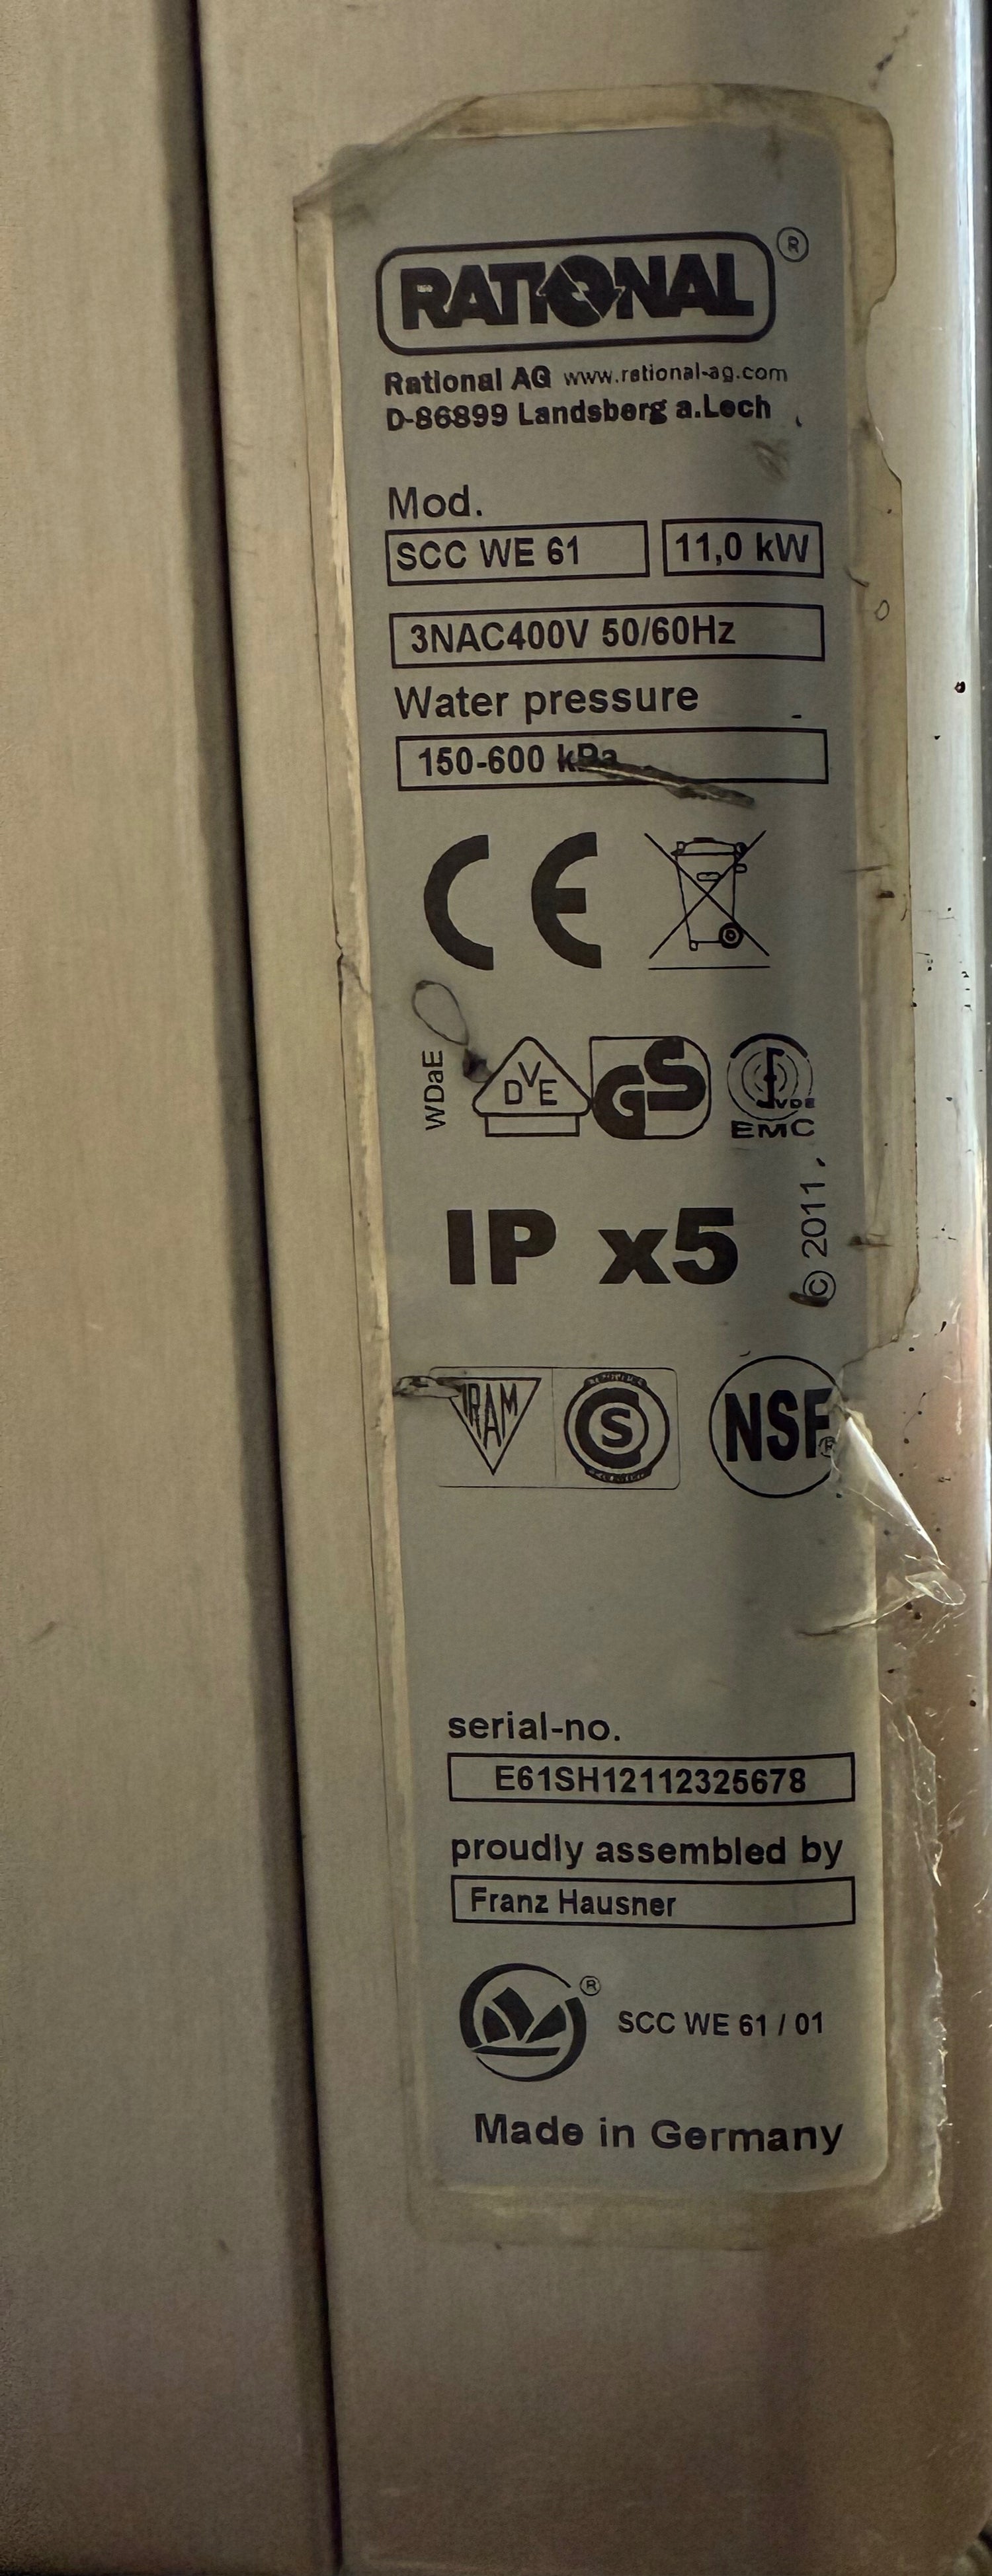 RATIONAL ®
Rational AG www.rational-ag.com
D-86899 Landsberg a.Lech
Mod.
SCC WE 61 11,0 kW
3NAC400V 50/60Hz
Water pressure
150-600 kPa
CE
WDaE DVE GS VDE
EMC
© 2011
IP x5
IRAM S NSF®
serial-no.
E61SH12112325678
proudly assembled by
Franz Hausner
® SCC WE 61 / 01
Made in Germany